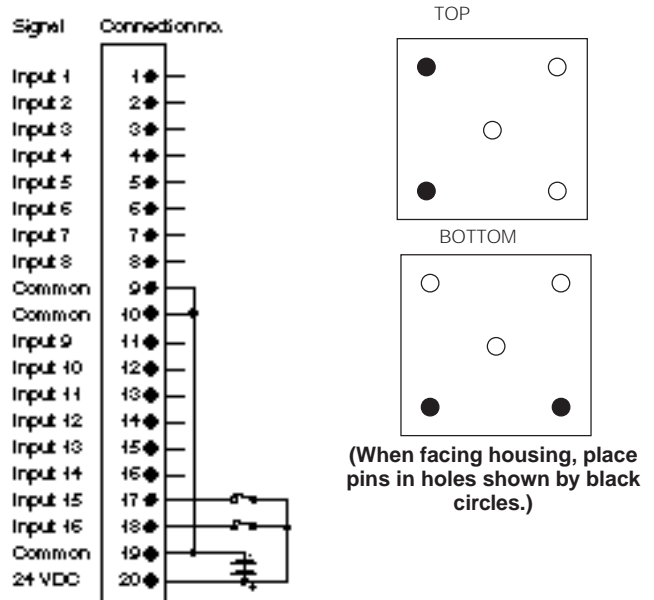 Signal Connection no.
Input 1 1
Input 2 2
Input 3 3
Input 4 4
Input 5 5
Input 6 6
Input 7 7
Input 8 8
Common 9
Common 10
Input 9 11
Input 10 12
Input 11 13
Input 12 14
Input 13 15
Input 14 16
Input 15 17
Input 16 18
Common 19
24 VDC 20
- +
TOP
BOTTOM
(When facing housing, place
pins in holes shown by black
circles.)